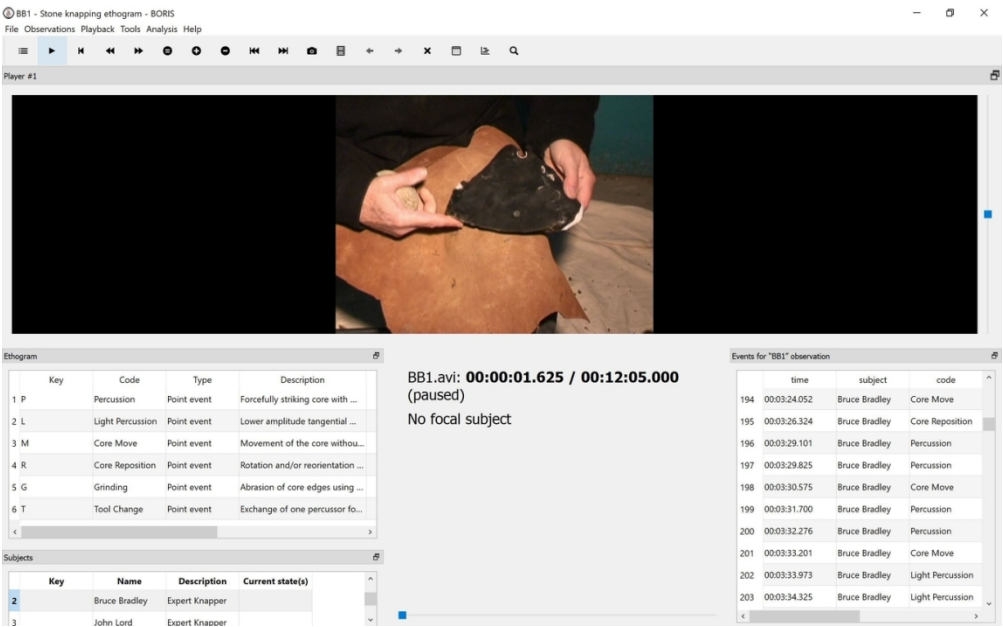 BB1 - Stone knapping ethogram - BORIS
File Observations Playback Tools Analysis Help
Player #1
Ethogram
Key Code Type Description
1 P Percussion Point event Forcefully striking core with ...
2 L Light Percussion Point event Lower amplitude tangential ...
3 M Core Move Point event Movement of the core withou...
4 R Core Reposition Point event Rotation and/or reorientation ...
5 G Grinding Point event Abrasion of core edges using ...
6 T Tool Change Point event Exchange of one percussor fo...
Subjects
Key Name Description Current state(s)
2 Bruce Bradley Expert Knapper
3 John Lord Expert Knapper
BB1.avi: 00:00:01.625 / 00:12:05.000
(paused)
No focal subject
Events for "BB1" observation
time subject code
194 00:03:24.052 Bruce Bradley Core Move
195 00:03:26.324 Bruce Bradley Core Reposition
196 00:03:29.101 Bruce Bradley Percussion
197 00:03:29.825 Bruce Bradley Percussion
198 00:03:30.575 Bruce Bradley Core Move
199 00:03:31.700 Bruce Bradley Percussion
200 00:03:32.276 Bruce Bradley Percussion
201 00:03:33.201 Bruce Bradley Core Move
202 00:03:33.973 Bruce Bradley Light Percussion
203 00:03:34.325 Bruce Bradley Light Percussion